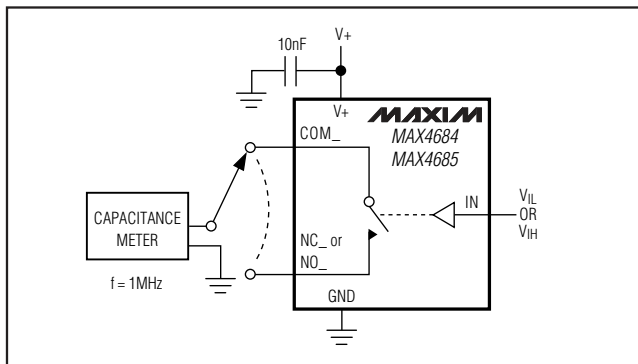 10nF
V+
V+
MAXIM
MAX4684
MAX4685
COM_
IN
VIL
OR
VIH
CAPACITANCE
METER
NC_ or
NO_
f = 1MHz
GND